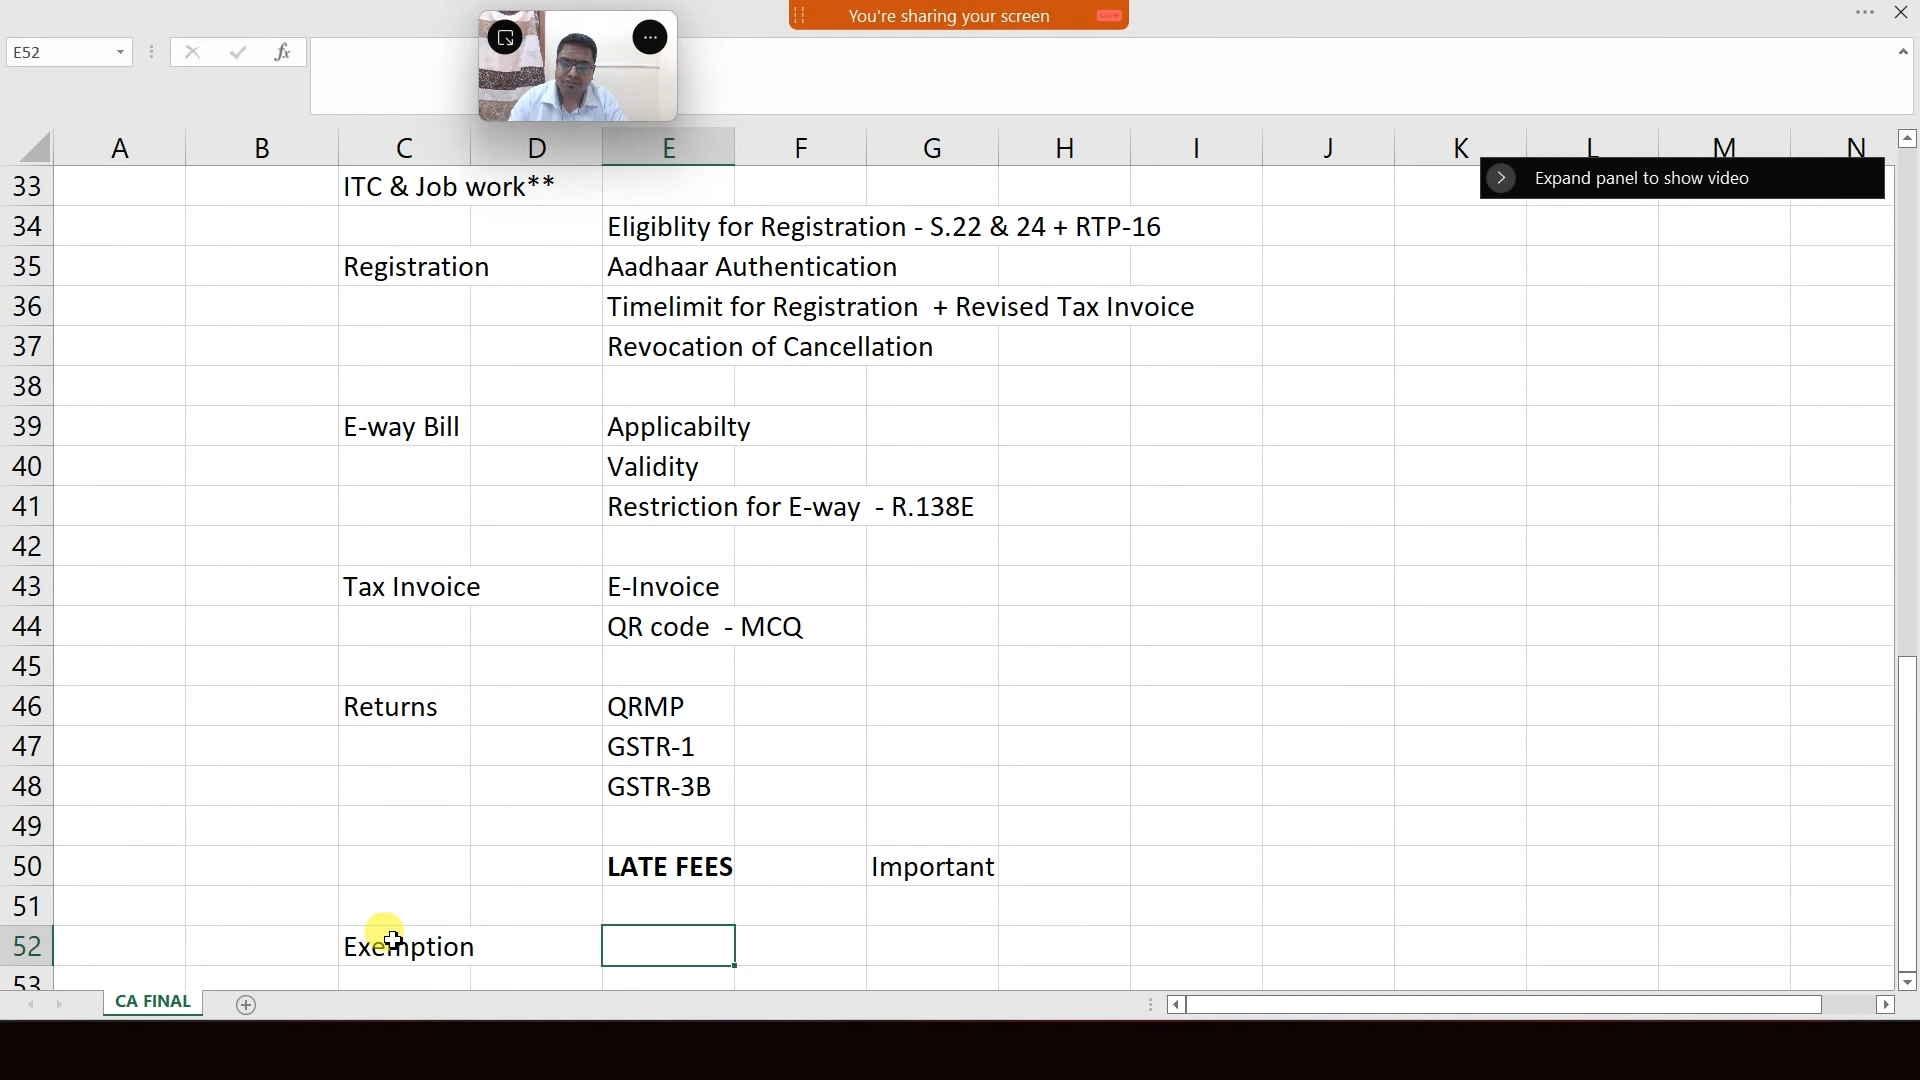 You're sharing your screen
LIVE
E52
fx
Expand panel to show video
A B C D E F G H I J K L M N
33 ITC & Job work**
34 Eligiblity for Registration - S.22 & 24 + RTP-16
35 Registration Aadhaar Authentication
36 Timelimit for Registration + Revised Tax Invoice
37 Revocation of Cancellation
38
39 E-way Bill Applicabilty
40 Validity
41 Restriction for E-way - R.138E
42
43 Tax Invoice E-Invoice
44 QR code - MCQ
45
46 Returns QRMP
47 GSTR-1
48 GSTR-3B
49
50 LATE FEES Important
51
52 Exemption
53
CA FINAL